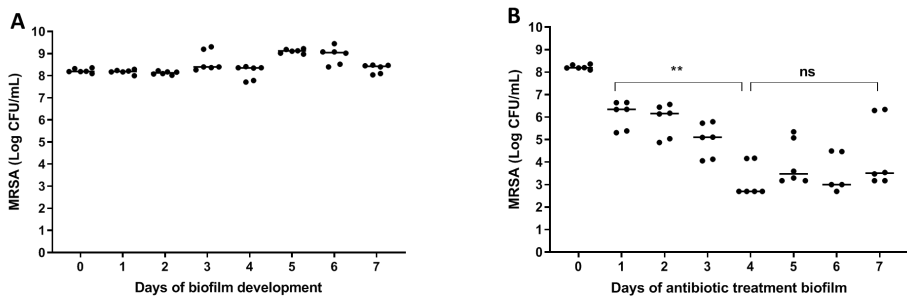 A
MRSA (Log CFU/mL)
10
9
8
7
6
5
4
3
2
1
0
0 1 2 3 4 5 6 7
Days of biofilm development
B
MRSA (Log CFU/mL)
10
9
8
7
6
5
4
3
2
1
0
** ns
0 1 2 3 4 5 6 7
Days of antibiotic treatment biofilm